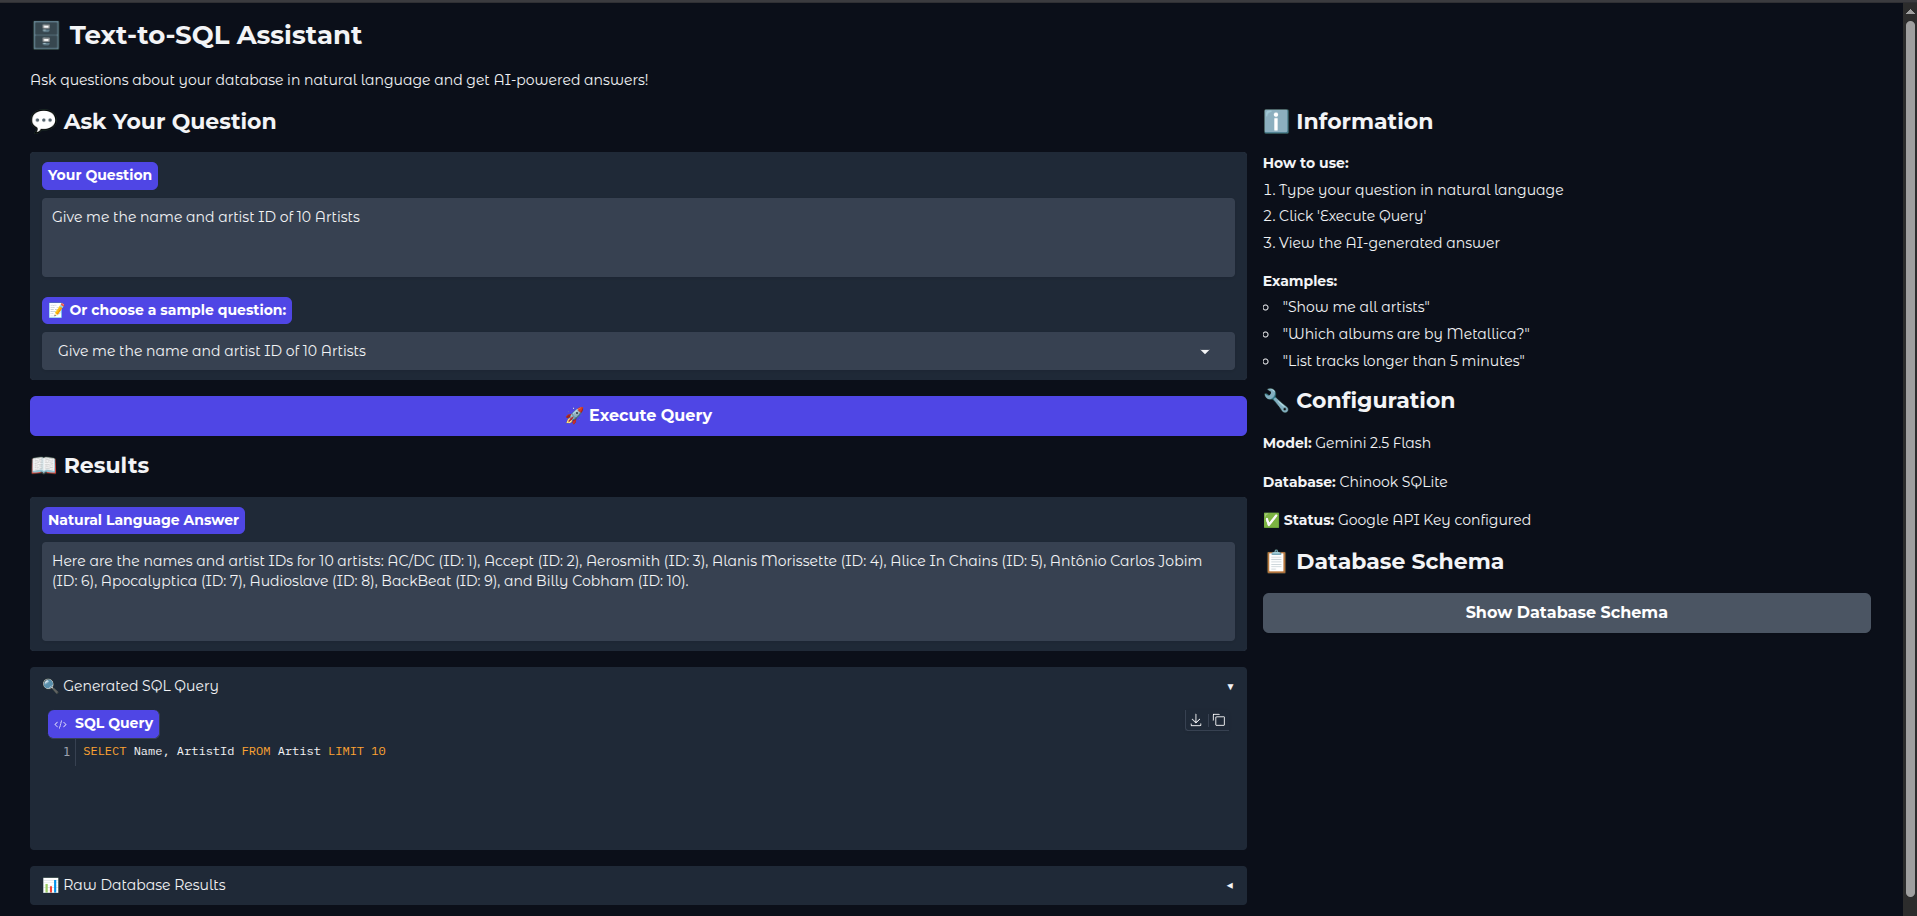 Text-to-SQL Assistant
Ask questions about your database in natural language and get AI-powered answers!
Ask Your Question
Your Question
Give me the name and artist ID of 10 Artists
Or choose a sample question:
Give me the name and artist ID of 10 Artists
Execute Query
Results
Natural Language Answer
Here are the names and artist IDs for 10 artists: AC/DC (ID: 1), Accept (ID: 2), Aerosmith (ID: 3), Alanis Morissette (ID: 4), Alice In Chains (ID: 5), Antônio Carlos Jobim
(ID: 6), Apocalyptica (ID: 7), Audioslave (ID: 8), BackBeat (ID: 9), and Billy Cobham (ID: 10).
Generated SQL Query
</> SQL Query
1 SELECT Name, ArtistId FROM Artist LIMIT 10
Raw Database Results
Information
How to use:
1. Type your question in natural language
2. Click 'Execute Query'
3. View the AI-generated answer
Examples:
"Show me all artists"
"Which albums are by Metallica?"
"List tracks longer than 5 minutes"
Configuration
Model: Gemini 2.5 Flash
Database: Chinook SQLite
Status: Google API Key configured
Database Schema
Show Database Schema